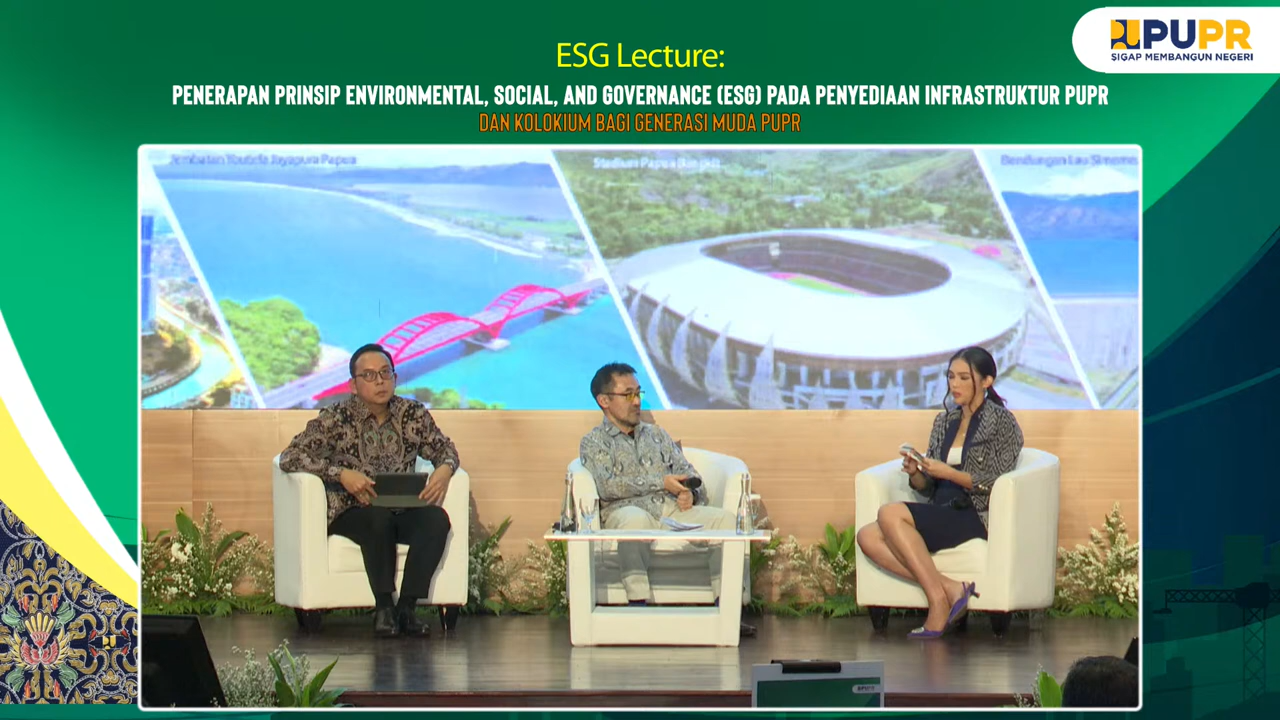 ESG Lecture:
PUPR
SIGAP MEMBANGUN NEGERI
PENERAPAN PRINSIP ENVIRONMENTAL, SOCIAL, AND GOVERNANCE (ESG) PADA PENYEDIAAN INFRASTRUKTUR PUPR
DAN KOLOKIUM BAGI GENERASI MUDA PUPR
Jembatan Youtefa Jayapura Papua
Stadium Papua Bangkit
Bendungan Lau Simeme
PUPR